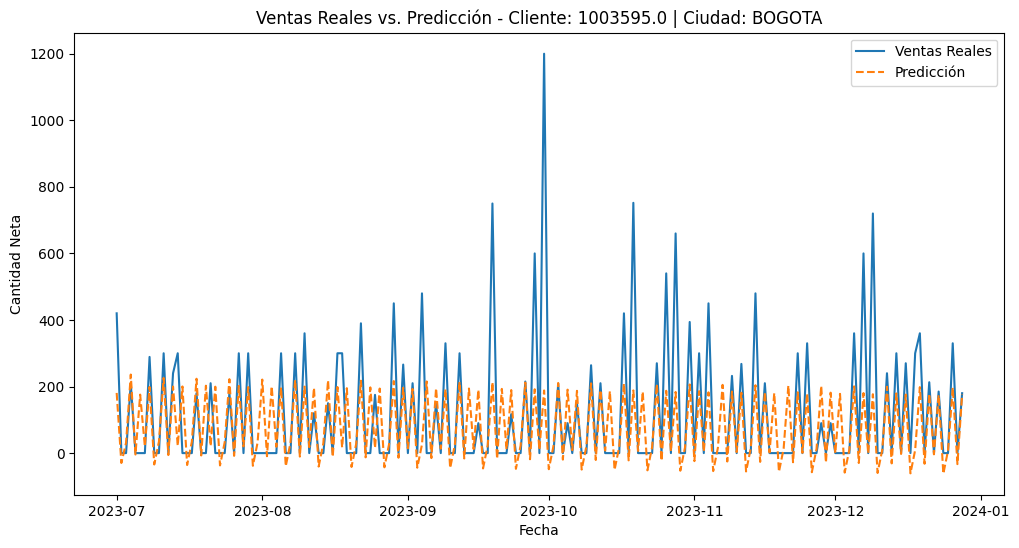 Ventas Reales vs. Predicción - Cliente: 1003595.0 | Ciudad: BOGOTA
Ventas Reales
Predicción
Cantidad Neta
1200
1000
800
600
400
200
0
2023-07
2023-08
2023-09
2023-10
2023-11
2023-12
2024-01
Fecha